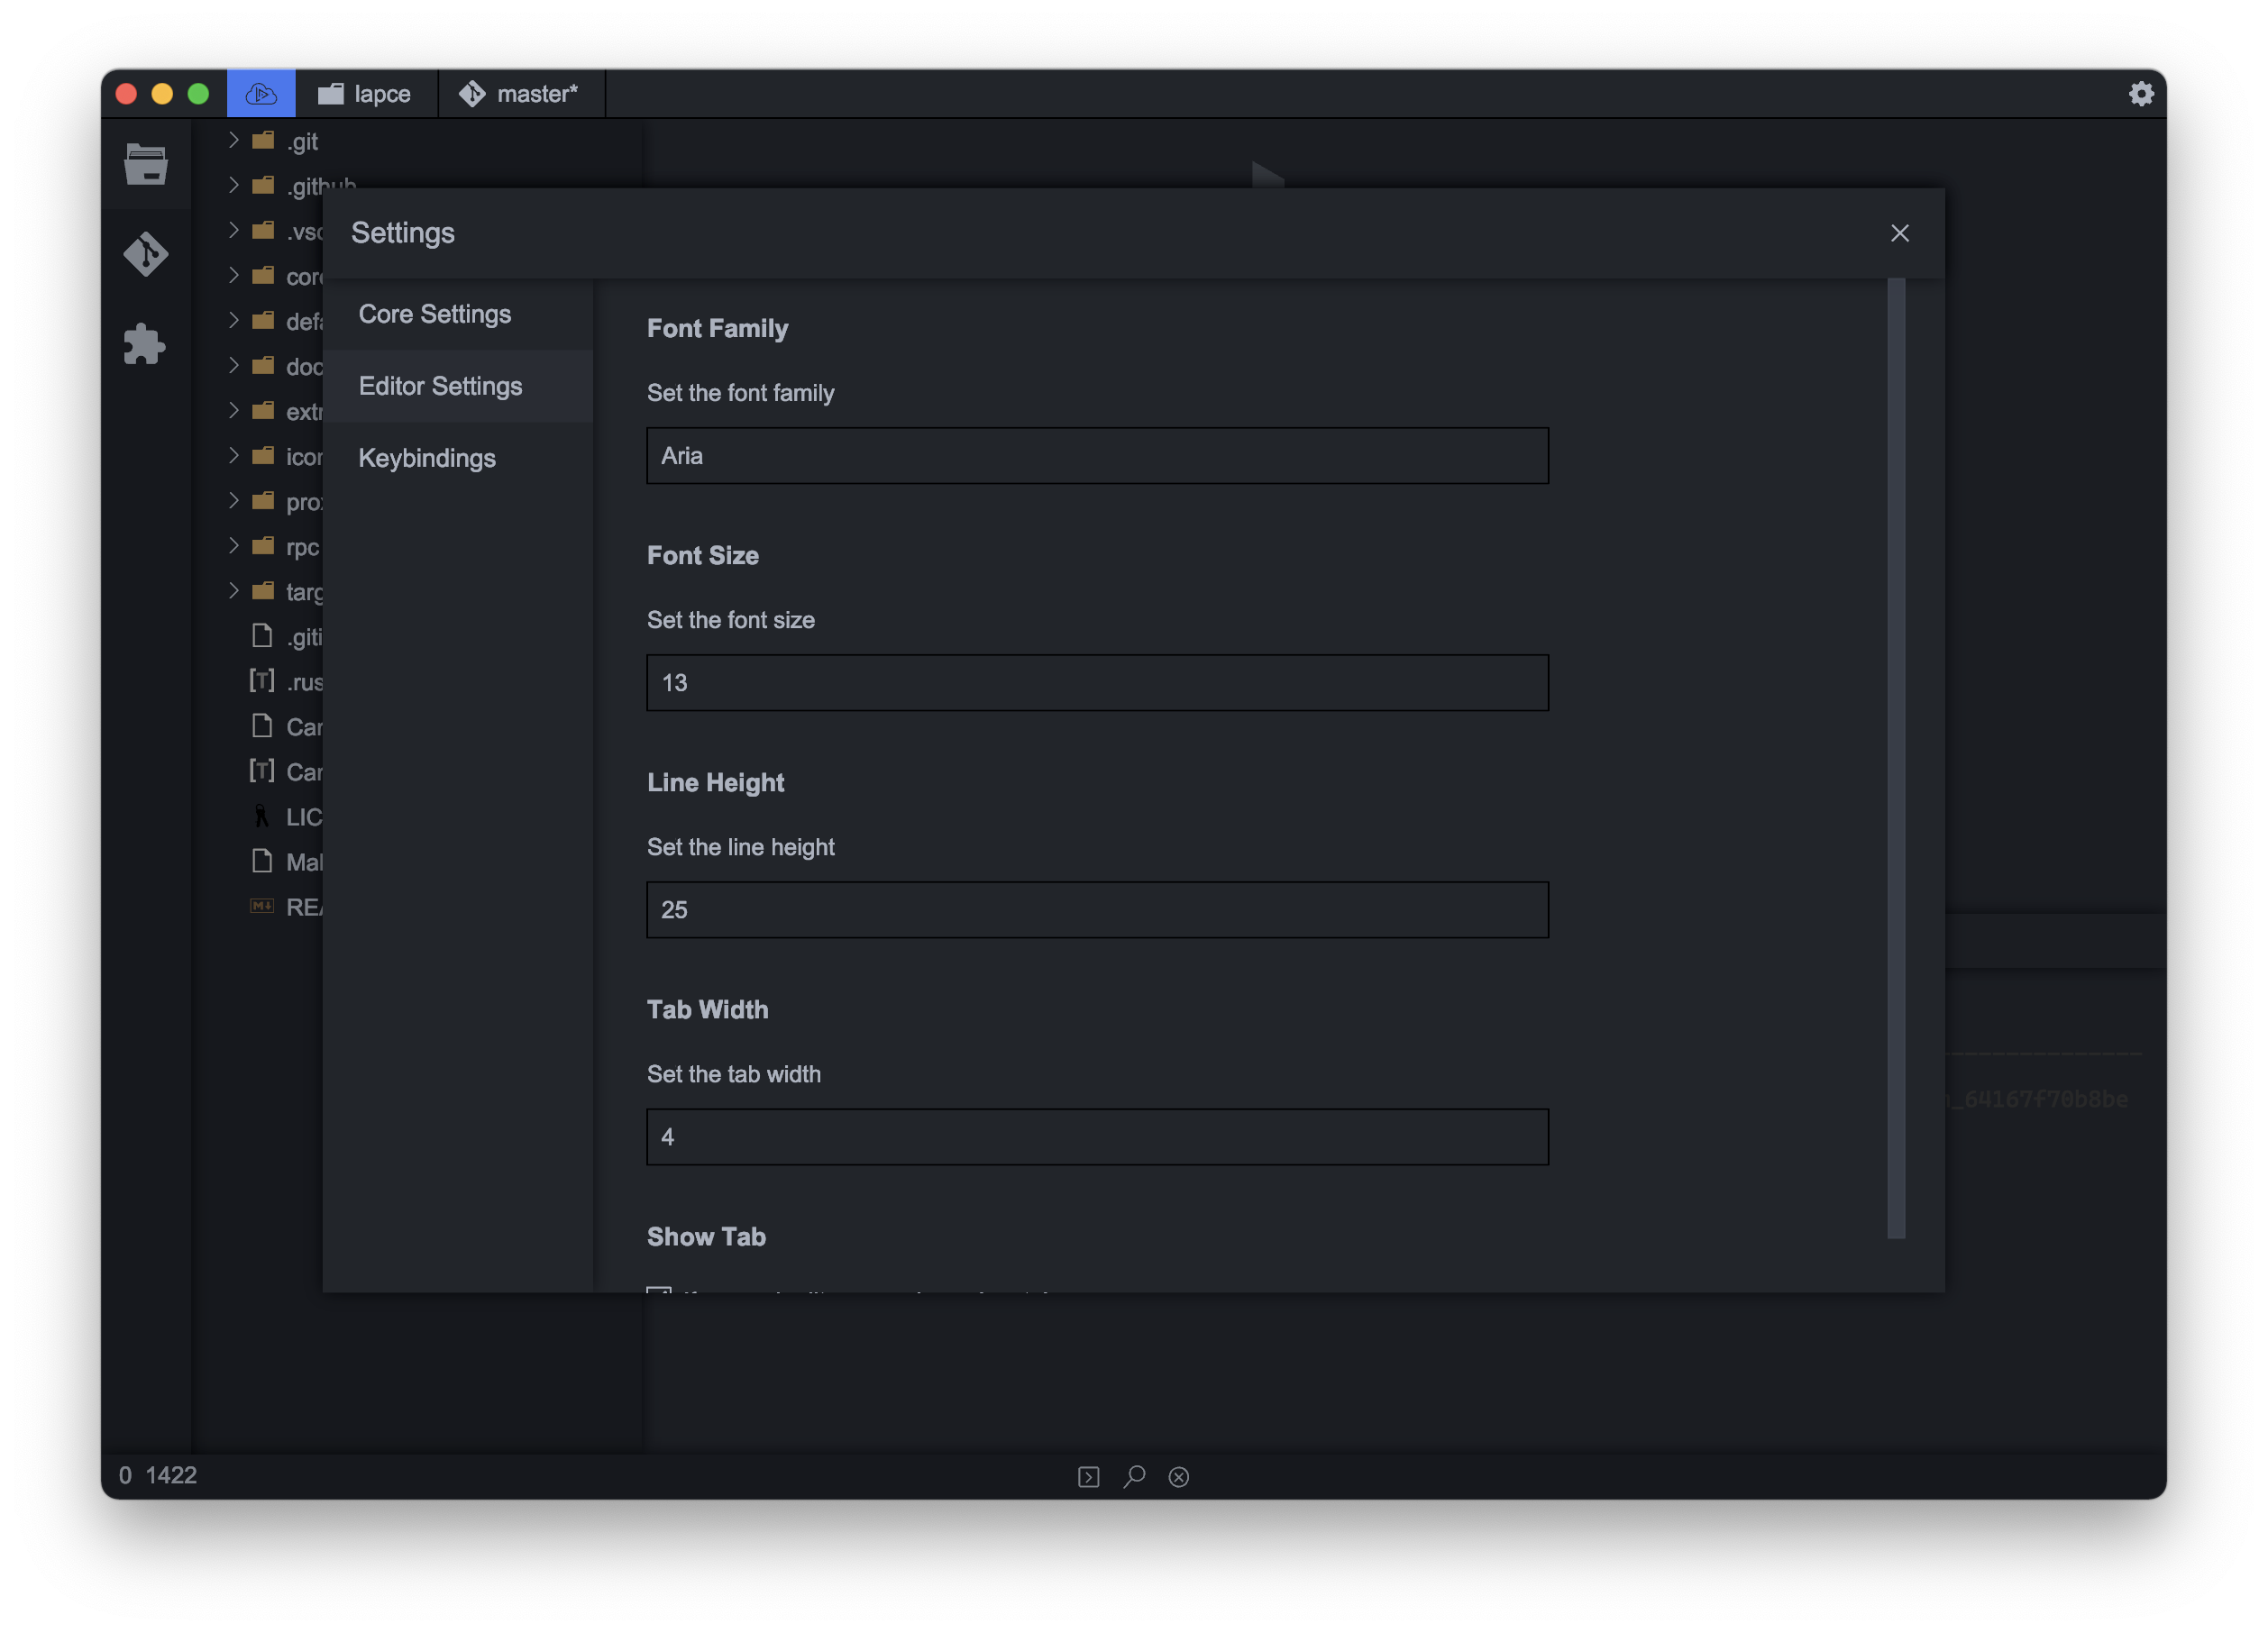 lapce
master*
.git
.github
.vsc
core
defa
doc
extr
icon
prox
rpc
targ
.giti
.rus
Car
Car
LIC
Mak
REA
Settings
Core Settings
Editor Settings
Keybindings
Font Family
Set the font family
Aria
Font Size
Set the font size
13
Line Height
Set the line height
25
Tab Width
Set the tab width
4
Show Tab
_64167f70b8be
0 1422